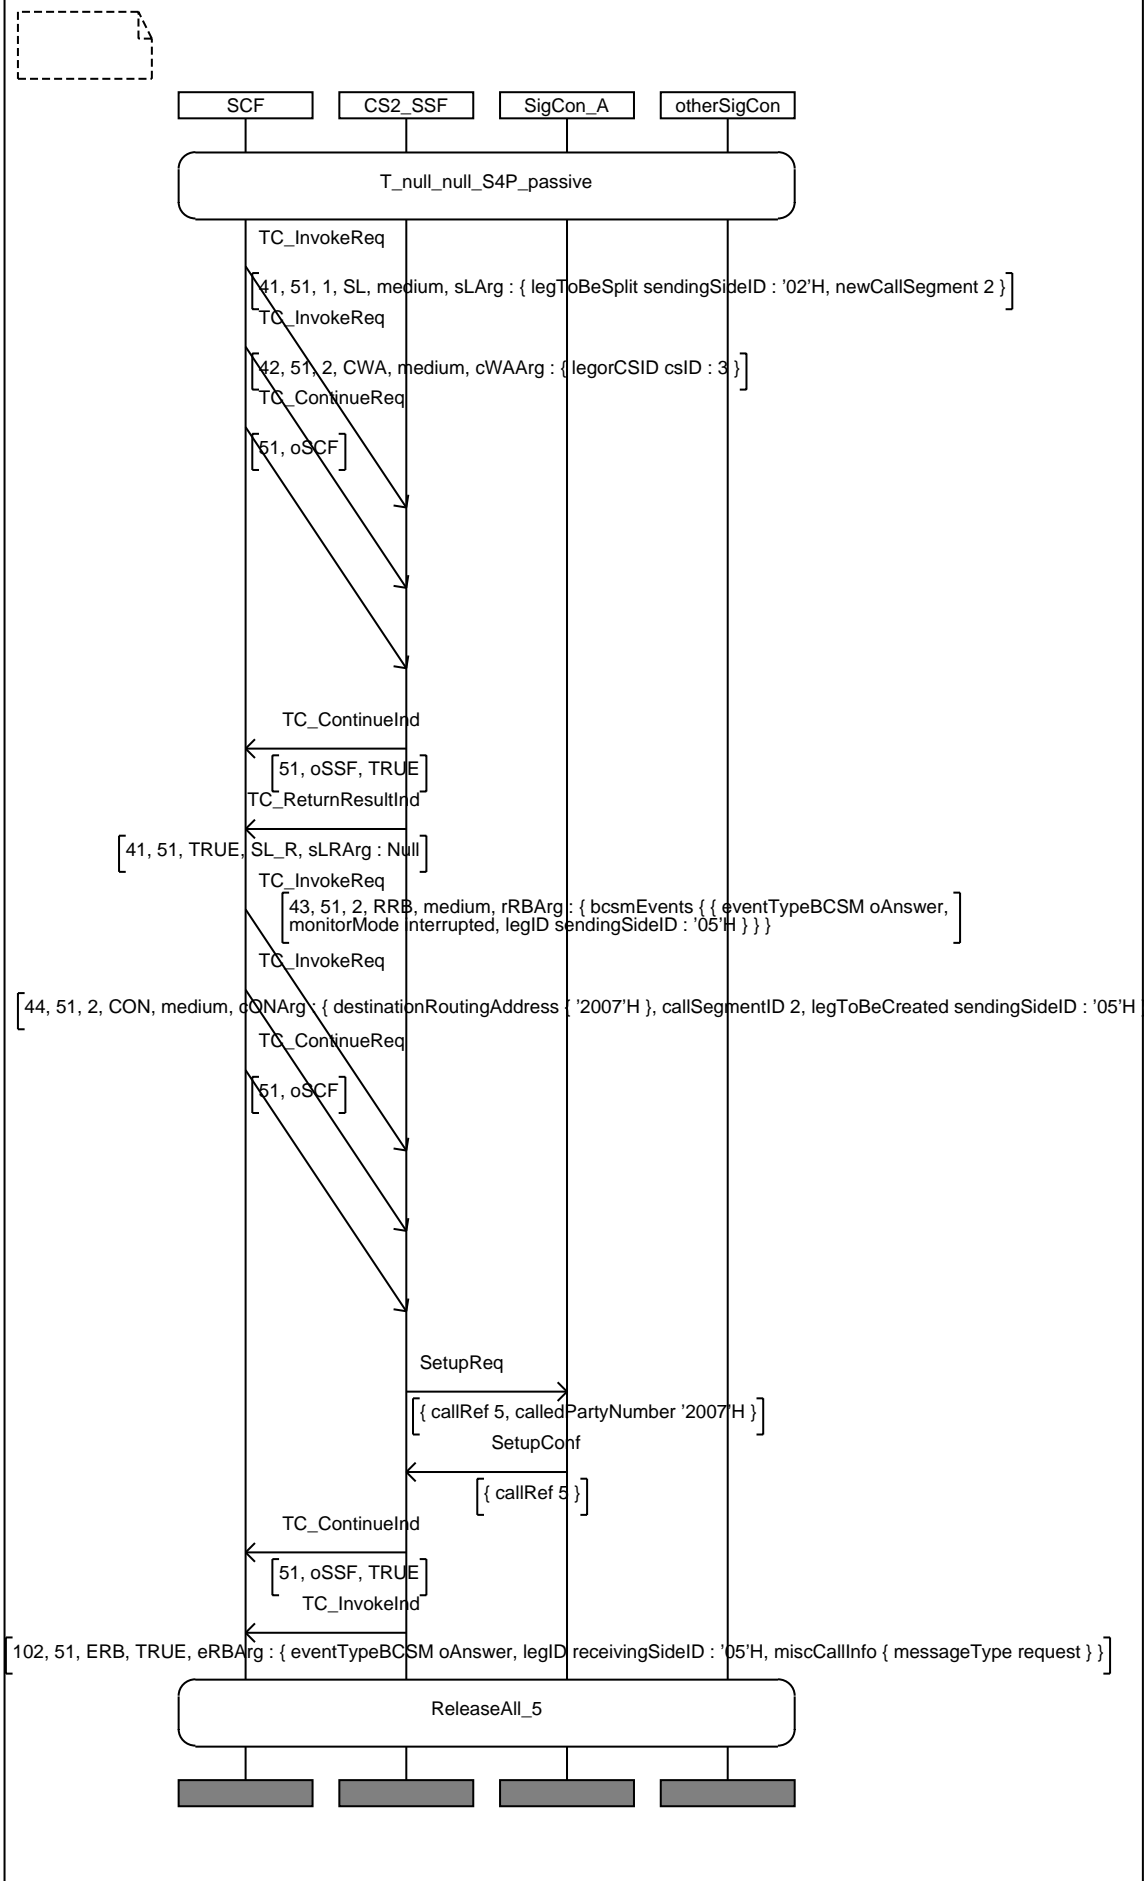 SCF CS2_SSF SigCon_A otherSigCon
T_null_null_S4P_passive
TC_InvokeReq
41, 51, 1, SL, medium, sLArg : { legToBeSplit sendingSideID : '02'H, newCallSegment 2 }
TC_InvokeReq
42, 51, 2, CWA, medium, cWAArg : { legorCSID csID : 3 }
TC_ContinueReq
51, oSCF
TC_ContinueInd
51, oSSF, TRUE
TC_ReturnResultInd
41, 51, TRUE, SL_R, sLRArg : Null
TC_InvokeReq
43, 51, 2, RRB, medium, rRBArg : { bcsmEvents { { eventTypeBCSM oAnswer,
monitorMode interrupted, legID sendingSideID : '05'H } } }
TC_InvokeReq
44, 51, 2, CON, medium, cONArg : { destinationRoutingAddress { '2007'H }, callSegmentID 2, legToBeCreated sendingSideID : '05'H
TC_ContinueReq
51, oSCF
SetupReq
{ callRef 5, calledPartyNumber '2007'H }
SetupConf
{ callRef 5 }
TC_ContinueInd
51, oSSF, TRUE
TC_InvokeInd
102, 51, ERB, TRUE, eRBArg : { eventTypeBCSM oAnswer, legID receivingSideID : '05'H, miscCallInfo { messageType request } }
ReleaseAll_5